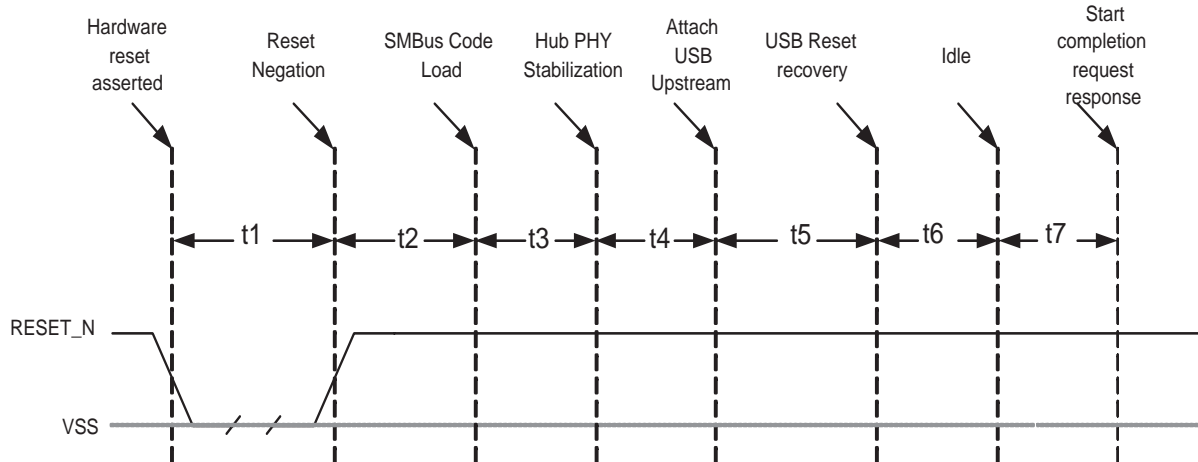 Hardware
reset
asserted
Reset
Negation
SMBus Code
Load
Hub PHY
Stabilization
Attach
USB
Upstream
USB Reset
recovery
Idle
Start
completion
request
response
t1
t2
t3
t4
t5
t6
t7
RESET_N
VSS